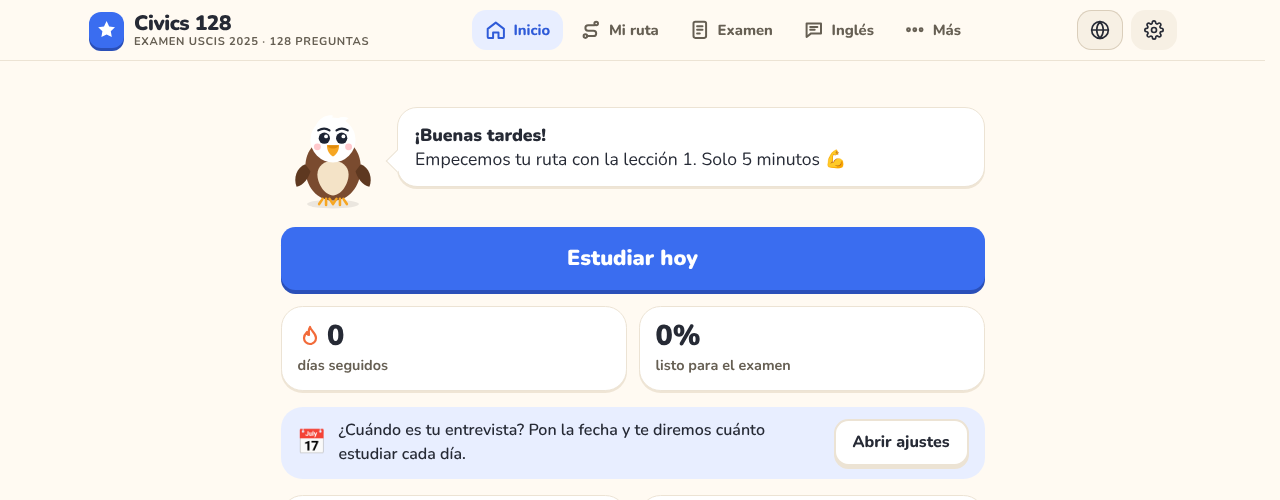 Civics 128
EXAMEN USCIS 2025 · 128 PREGUNTAS
Inicio
Mi ruta
Examen
Inglés
Más
¡Buenas tardes!
Empecemos tu ruta con la lección 1. Solo 5 minutos 💪
Estudiar hoy
0
días seguidos
0%
listo para el examen
July
17
¿Cuándo es tu entrevista? Pon la fecha y te diremos cuánto
estudiar cada día.
Abrir ajustes